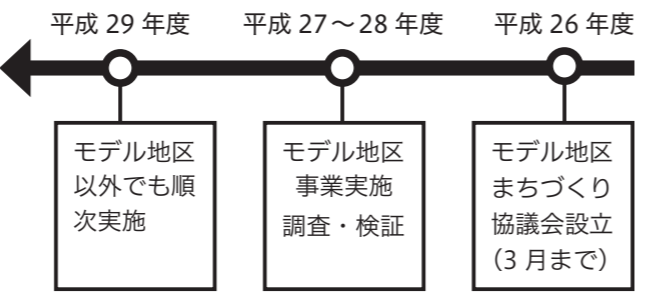 平成 26 年度
モデル地区
まちづくり
協議会設立
（3 月まで）
平成 27～28 年度
モデル地区
事業実施
調査・検証
平成 29 年度
モデル地区
以外でも順
次実施